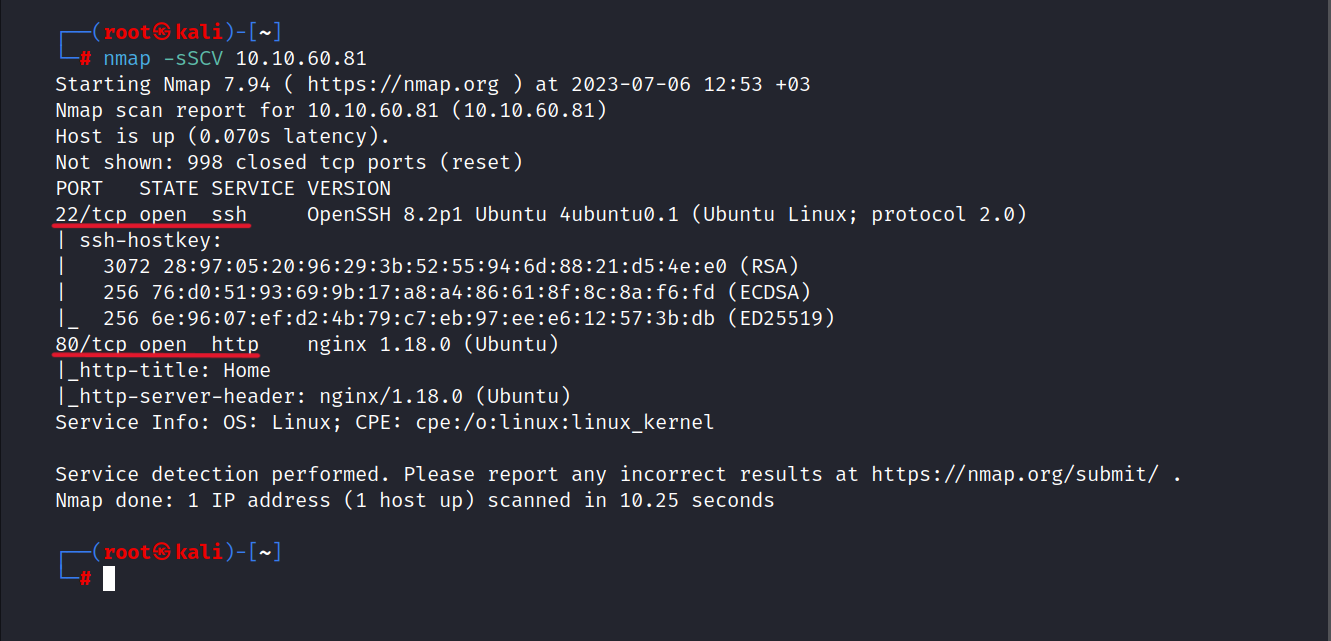 ┌──(root㉿kali)-[~]
└─# nmap -sSCV 10.10.60.81
Starting Nmap 7.94 ( https://nmap.org ) at 2023-07-06 12:53 +03
Nmap scan report for 10.10.60.81 (10.10.60.81)
Host is up (0.070s latency).
Not shown: 998 closed tcp ports (reset)
PORT   STATE SERVICE VERSION
22/tcp open  ssh     OpenSSH 8.2p1 Ubuntu 4ubuntu0.1 (Ubuntu Linux; protocol 2.0)
| ssh-hostkey:
|   3072 28:97:05:20:96:29:3b:52:55:94:6d:88:21:d5:4e:e0 (RSA)
|   256 76:d0:51:93:69:9b:17:a8:a4:86:61:8f:8c:8a:f6:fd (ECDSA)
|_  256 6e:96:07:ef:d2:4b:79:c7:eb:97:ee:e6:12:57:3b:db (ED25519)
80/tcp open  http    nginx 1.18.0 (Ubuntu)
|_http-title: Home
|_http-server-header: nginx/1.18.0 (Ubuntu)
Service Info: OS: Linux; CPE: cpe:/o:linux:linux_kernel
Service detection performed. Please report any incorrect results at https://nmap.org/submit/ .
Nmap done: 1 IP address (1 host up) scanned in 10.25 seconds
┌──(root㉿kali)-[~]
└─#